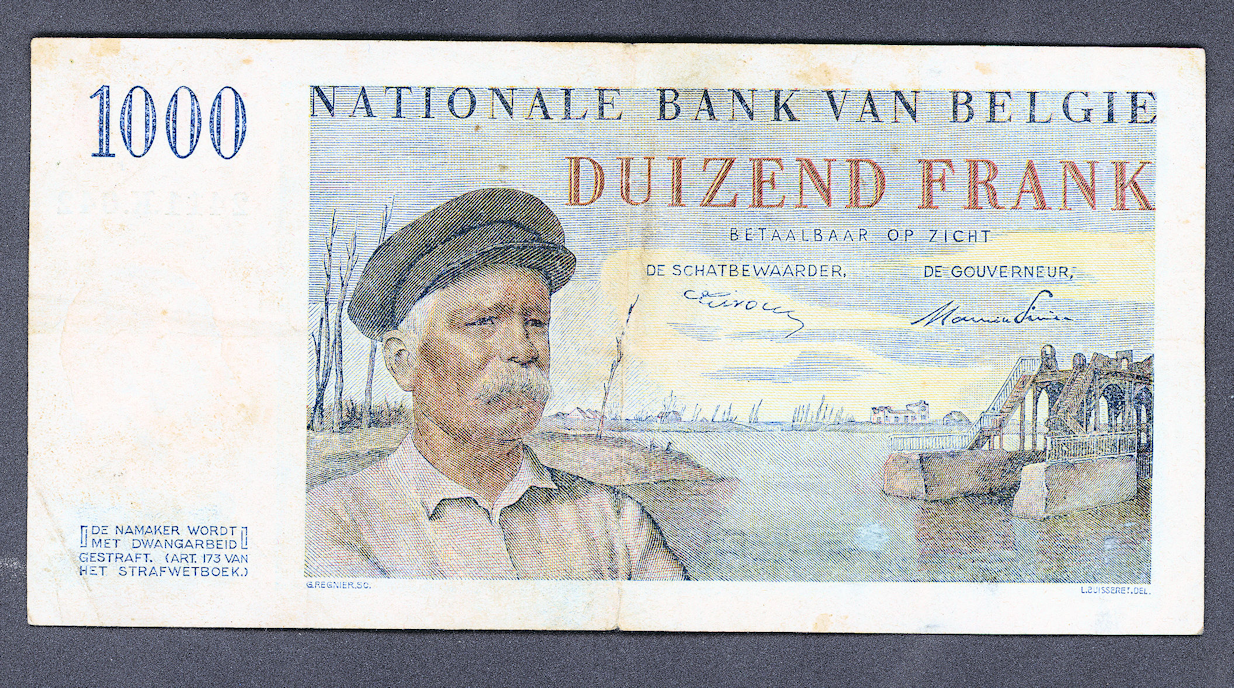 1000
NATIONALE BANK VAN BELGIE
DUIZEND FRANK
BETAALBAAR OP ZICHT
DE SCHATBEWAARDER, DE GOUVERNEUR,
DE NAMAKER WORDT
MET DWANGARBEID
GESTRAFT. (ART. 173 VAN
HET STRAFWETBOEK.)
G. REGNIER. SC. L. BUISSERET. DEL.